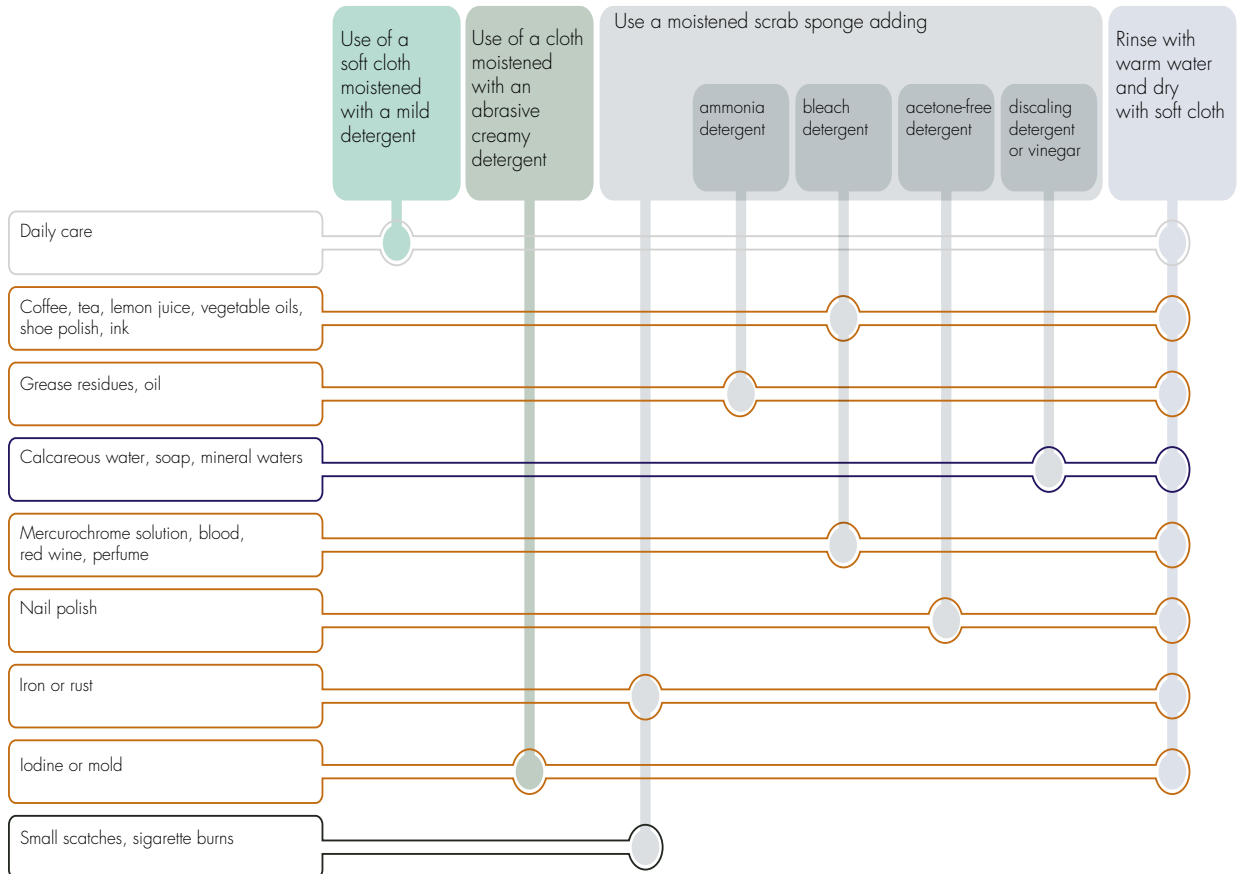 Use of a
soft cloth
moistened
with a mild
detergent
Use of a cloth
moistened
with an
abrasive
creamy
detergent
Use a moistened scrab sponge adding
ammonia
detergent
bleach
detergent
acetone-free
detergent
discaling
detergent
or vinegar
Rinse with
warm water
and dry
with soft cloth
Daily care
Coffee, tea, lemon juice, vegetable oils,
shoe polish, ink
Grease residues, oil
Calcareous water, soap, mineral waters
Mercurochrome solution, blood,
red wine, perfume
Nail polish
Iron or rust
Iodine or mold
Small scatches, sigarette burns